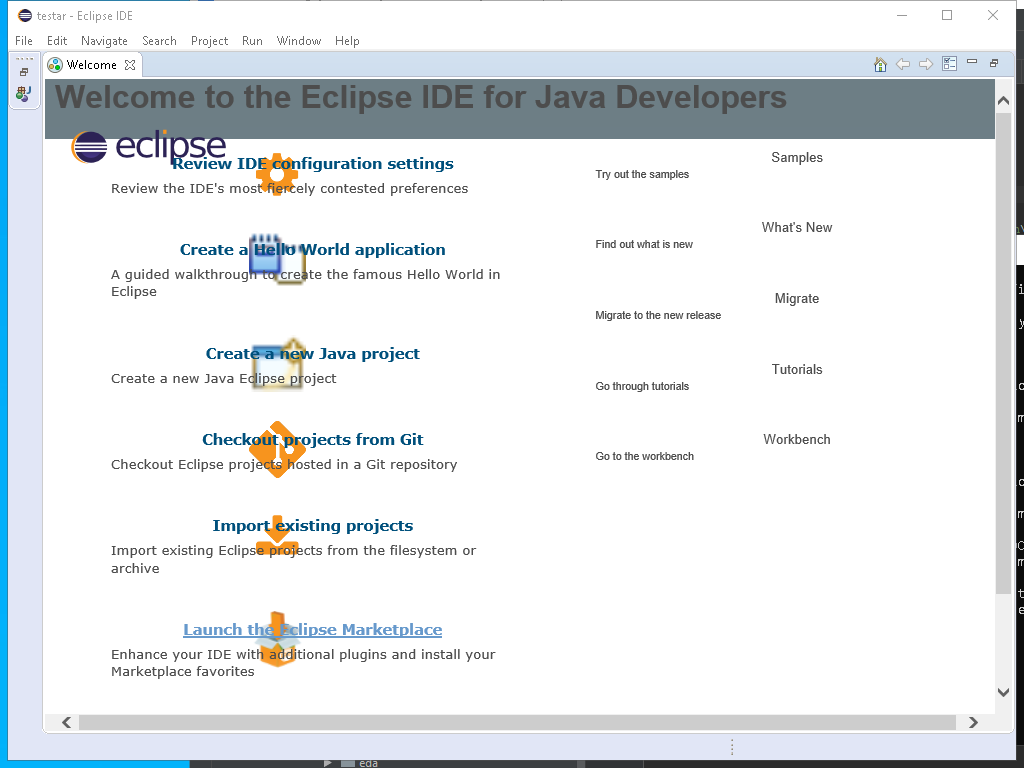 testar - Eclipse IDE
File Edit Navigate Search Project Run Window Help
Welcome
Welcome to the Eclipse IDE for Java Developers
eclipse
Review IDE configuration settings
Review the IDE's most fiercely contested preferences
Create a Hello World application
A guided walkthrough to create the famous Hello World in
Eclipse
Create a new Java project
Create a new Java Eclipse project
Checkout projects from Git
Checkout Eclipse projects hosted in a Git repository
Import existing projects
Import existing Eclipse projects from the filesystem or
archive
Launch the Eclipse Marketplace
Enhance your IDE with additional plugins and install your
Marketplace favorites
Samples
Try out the samples
What's New
Find out what is new
Migrate
Migrate to the new release
Tutorials
Go through tutorials
Workbench
Go to the workbench
eda